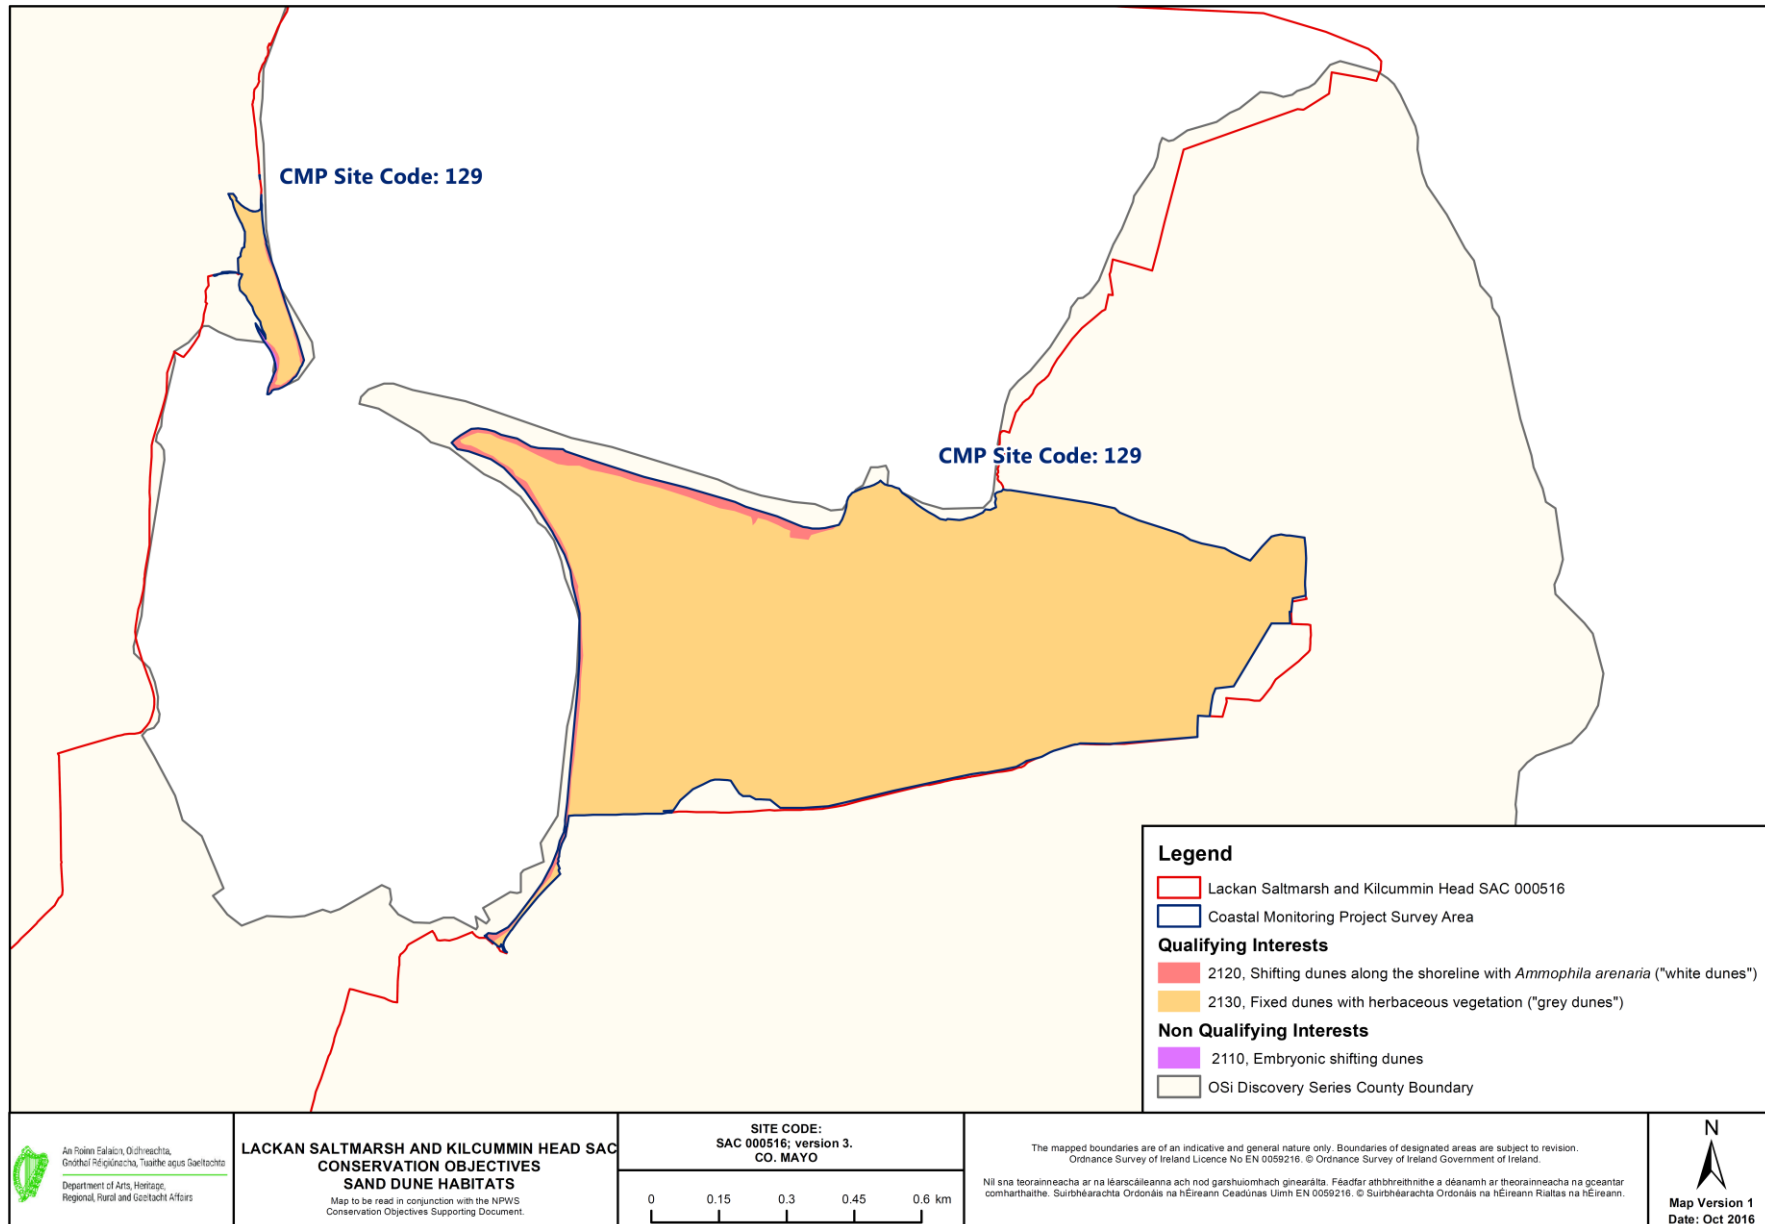 CMP Site Code: 129
CMP Site Code: 129
Legend
Lackan Saltmarsh and Kilcummin Head SAC 000516
Coastal Monitoring Project Survey Area
Qualifying Interests
2120, Shifting dunes along the shoreline with Ammophila arenaria ("white dunes")
2130, Fixed dunes with herbaceous vegetation ("grey dunes")
Non Qualifying Interests
2110, Embryonic shifting dunes
OSi Discovery Series County Boundary
An Roinn Ealaíon, Oidhreachta,
Gnóthaí Réigiúnacha, Tuaithe agus Gaeltachta
Department of Arts, Heritage,
Regional, Rural and Gaeltacht Affairs
LACKAN SALTMARSH AND KILCUMMIN HEAD SAC
CONSERVATION OBJECTIVES
SAND DUNE HABITATS
Map to be read in conjunction with the NPWS
Conservation Objectives Supporting Document.
SITE CODE:
SAC 000516; version 3.
CO. MAYO
0 0.15 0.3 0.45 0.6 km
The mapped boundaries are of an indicative and general nature only. Boundaries of designated areas are subject to revision.
Ordnance Survey of Ireland Licence No EN 0059216. © Ordnance Survey of Ireland Government of Ireland.
Níl sna teorainneacha ar na léarscáileanna ach nod garshuiomhach ginearálta. Féadfar athbhreithnithe a déanamh ar theorainneacha na gceantar
comharthaithe. Suirbhéarachta Ordonáis na hÉireann Ceadúnas Uimh EN 0059216. © Suirbhéarachta Ordonáis na hÉireann Rialtas na hÉireann.
N
Map Version 1
Date: Oct 2016